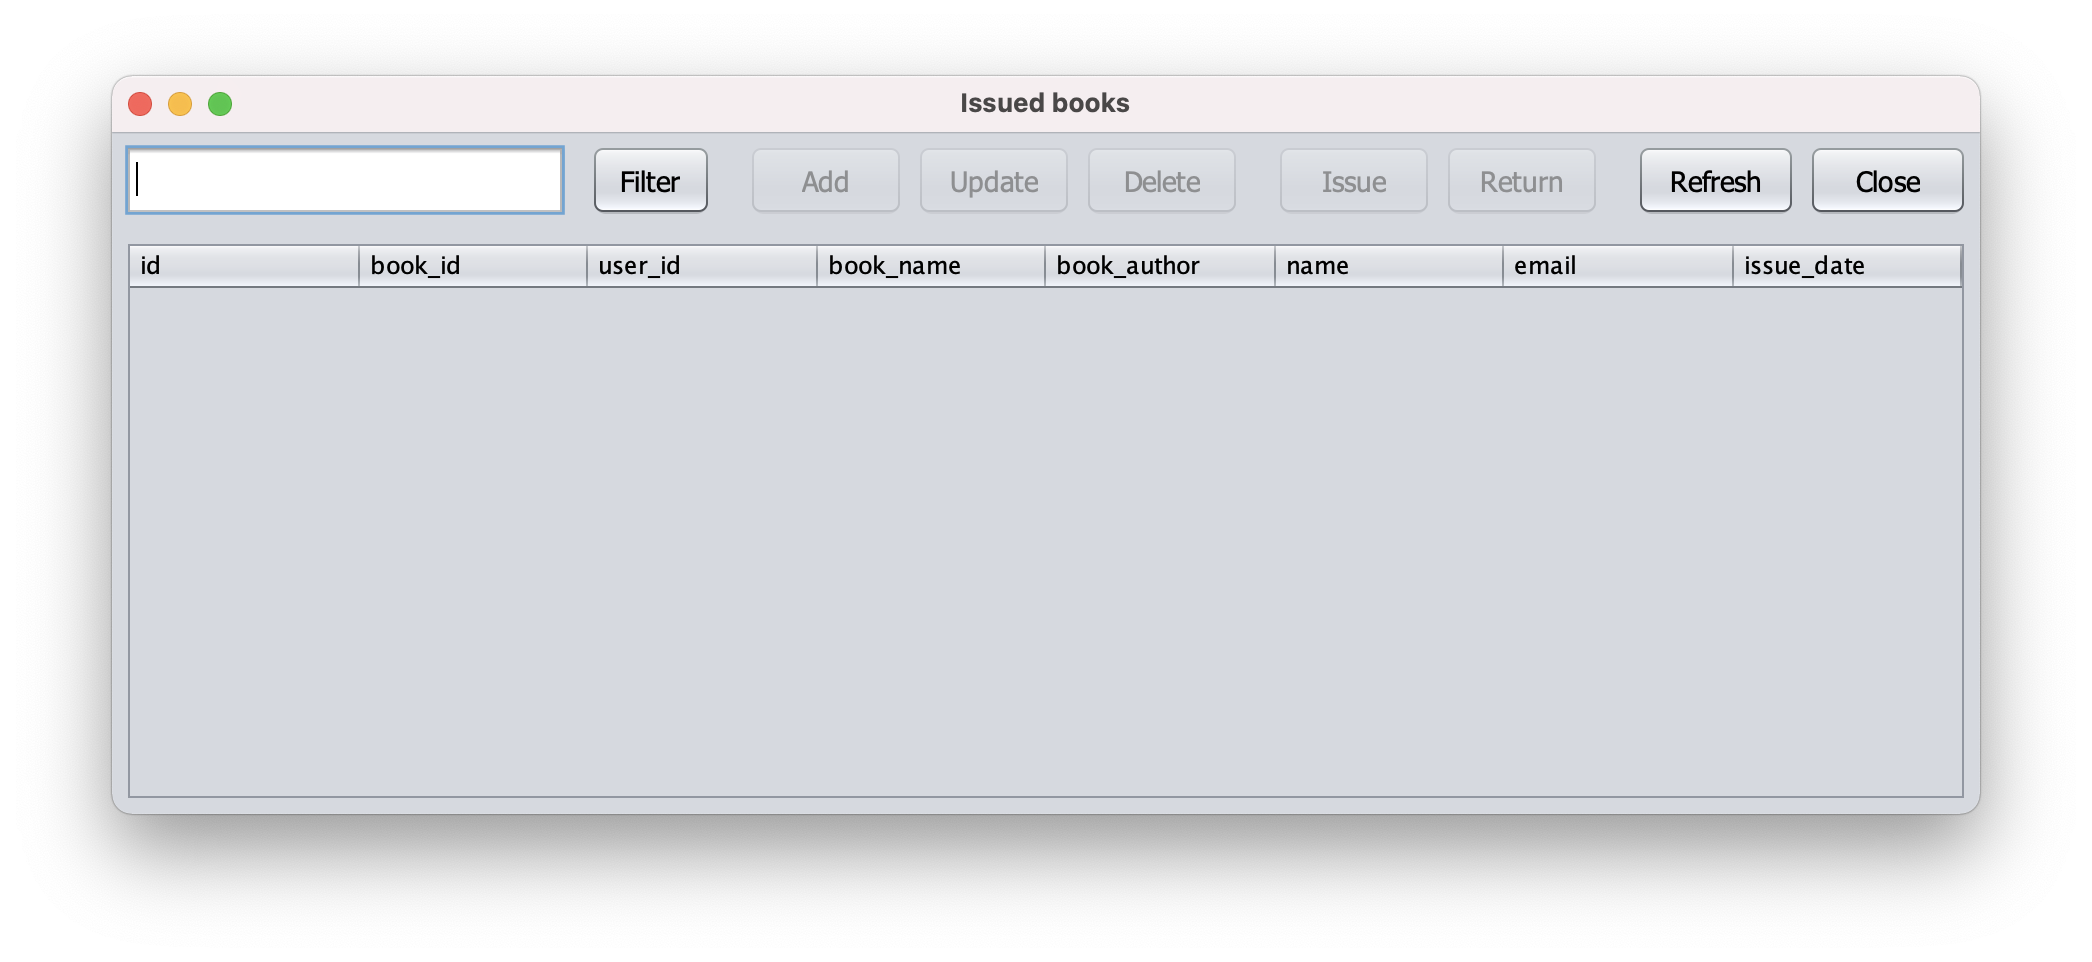 Issued books
Filter Add Update Delete Issue Return Refresh Close
id book_id user_id book_name book_author name email issue_date